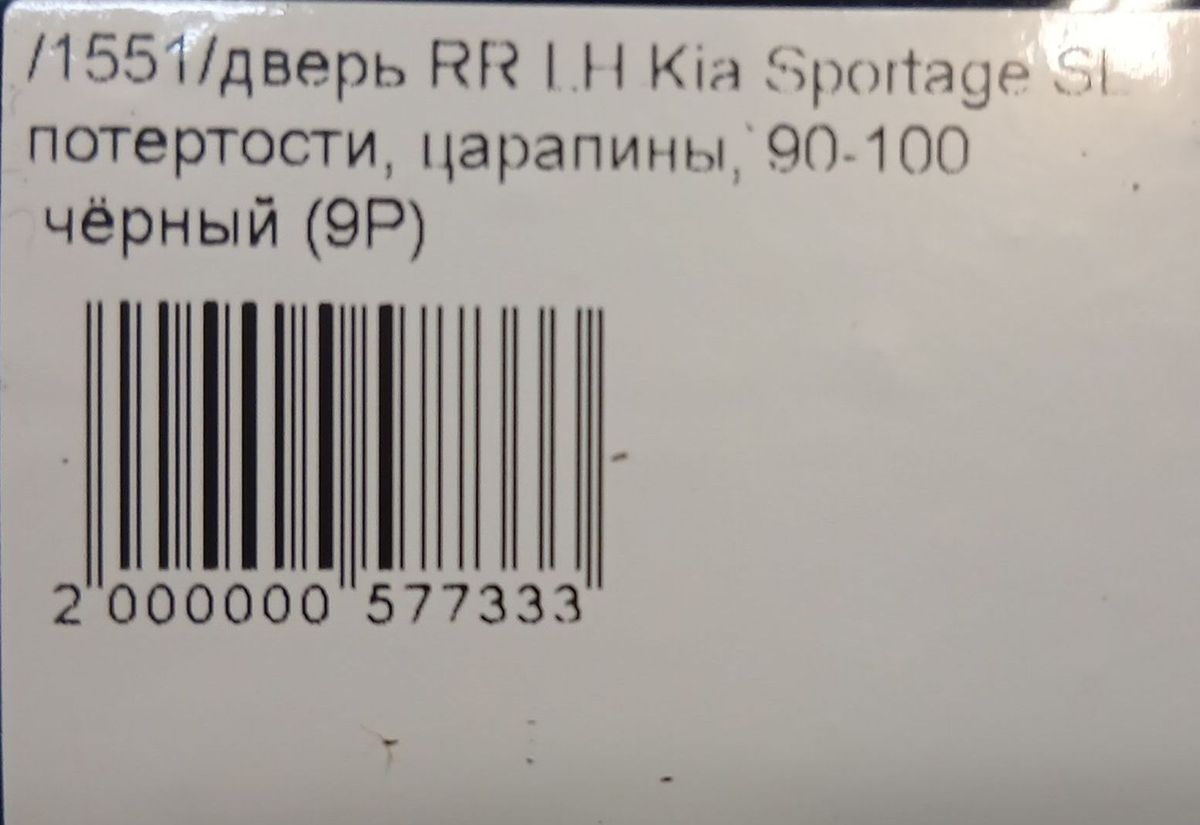 /1551/дверь RR LH Kia Sportage SL
потертости, царапины, 90-100
чёрный (9P)
2 000000 577333